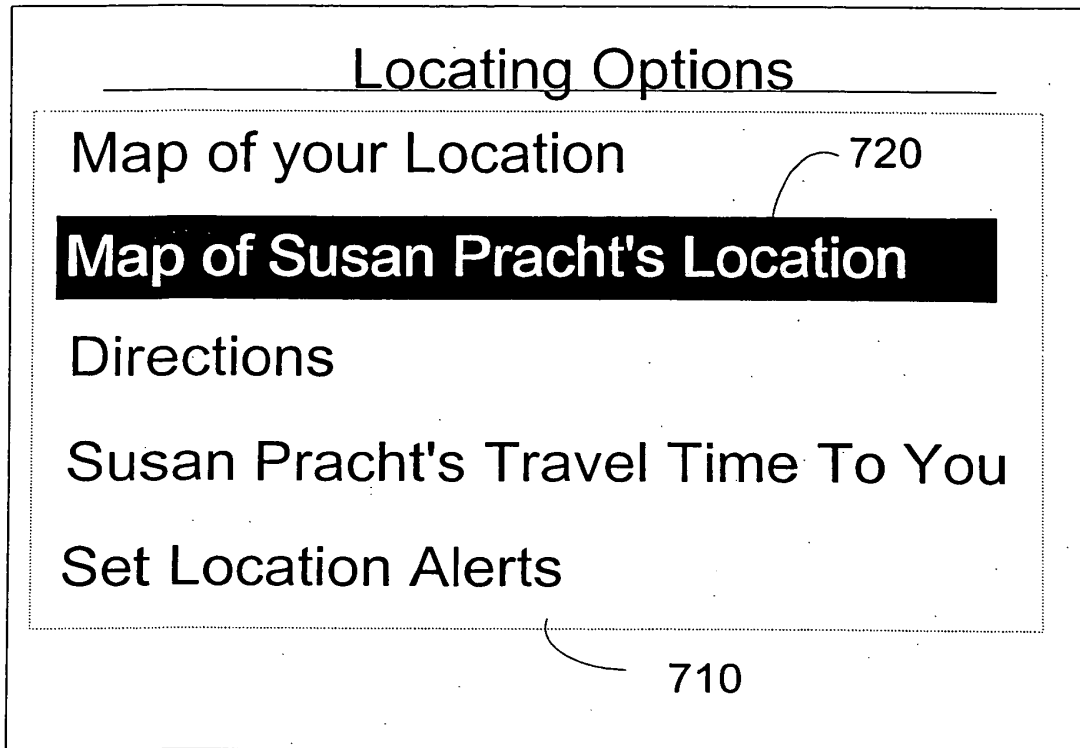 Locating Options
Map of your Location
720
Map of Susan Pracht's Location
Directions
Susan Pracht's Travel Time To You
Set Location Alerts
710